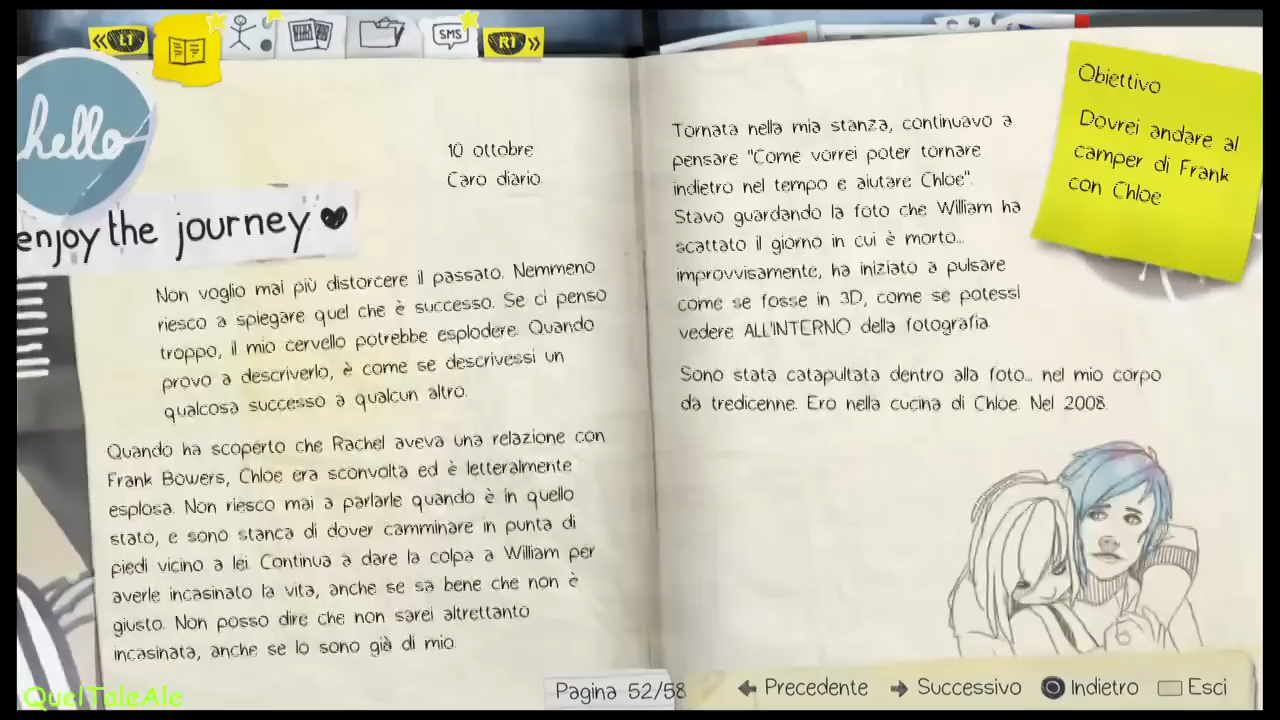 L1
SMS
R1
hello
enjoy the journey
10 ottobre
Caro diario.
Non voglio mai più distorcere il passato. Nemmeno
riesco a spiegare quel che è successo. Se ci penso
troppo, il mio cervello potrebbe esplodere. Quando
provo a descriverlo, è come se descrivessi un
qualcosa successo a qualcun altro.
Quando ha scoperto che Rachel aveva una relazione con
Frank Bowers, Chloe era sconvolta ed è letteralmente
esplosa. Non riesco mai a parlarle quando è in quello
stato, e sono stanca di dover camminare in punta di
piedi vicino a lei. Continua a dare la colpa a William per
averle incasinato la vita, anche se sa bene che non è
giusto. Non posso dire che non sarei altrettanto
incasinata, anche se lo sono già di mio.
Tornata nella mia stanza, continuavo a
pensare "Come vorrei poter tornare
indietro nel tempo e aiutare Chloe".
Stavo guardando la foto che William ha
scattato il giorno in cui è morto...
improvvisamente, ha iniziato a pulsare
come se fosse in 3D, come se potessi
vedere ALL'INTERNO della fotografia.
Sono stata catapultata dentro alla foto... nel mio corpo
da tredicenne. Ero nella cucina di Chloe. Nel 2008.
Obiettivo
Dovrei andare al
camper di Frank
con Chloe
QuelTaleAle
Pagina 52/58
Precedente
Successivo
Indietro
Esci